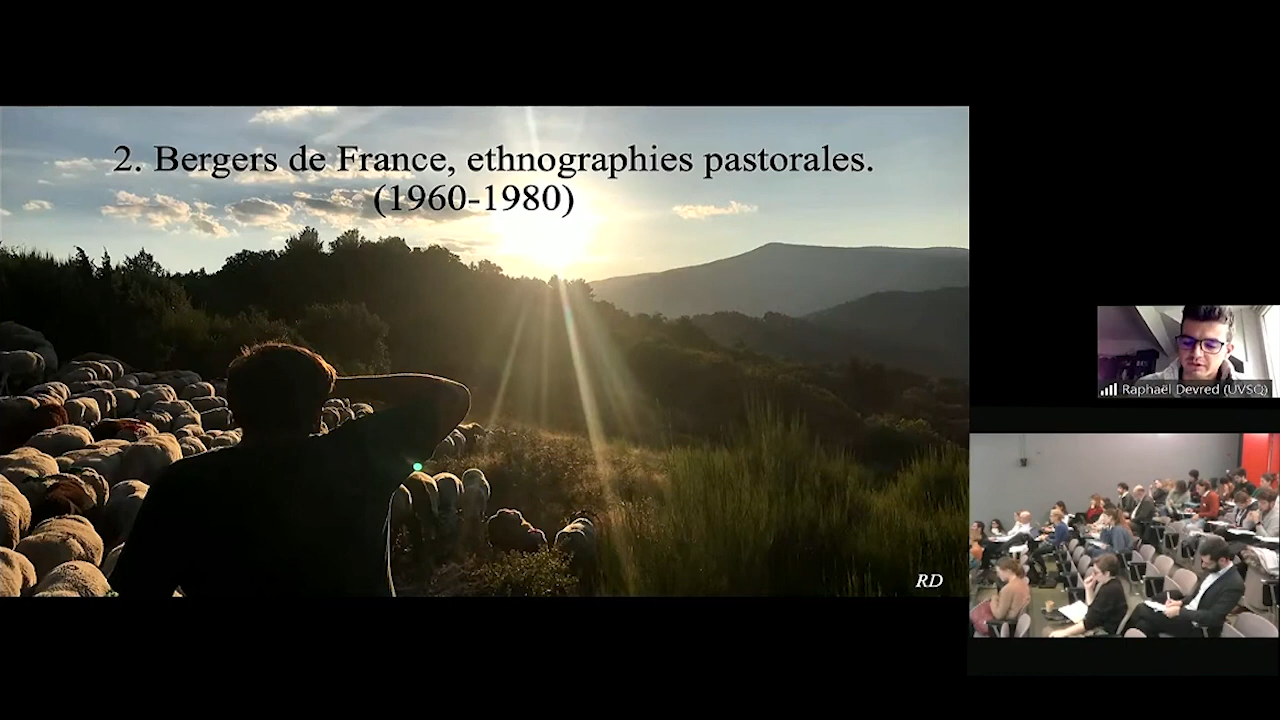 2. Bergers de France, ethnographies pastorales.
(1960-1980)
RD
Raphaël Devred (UVSQ)